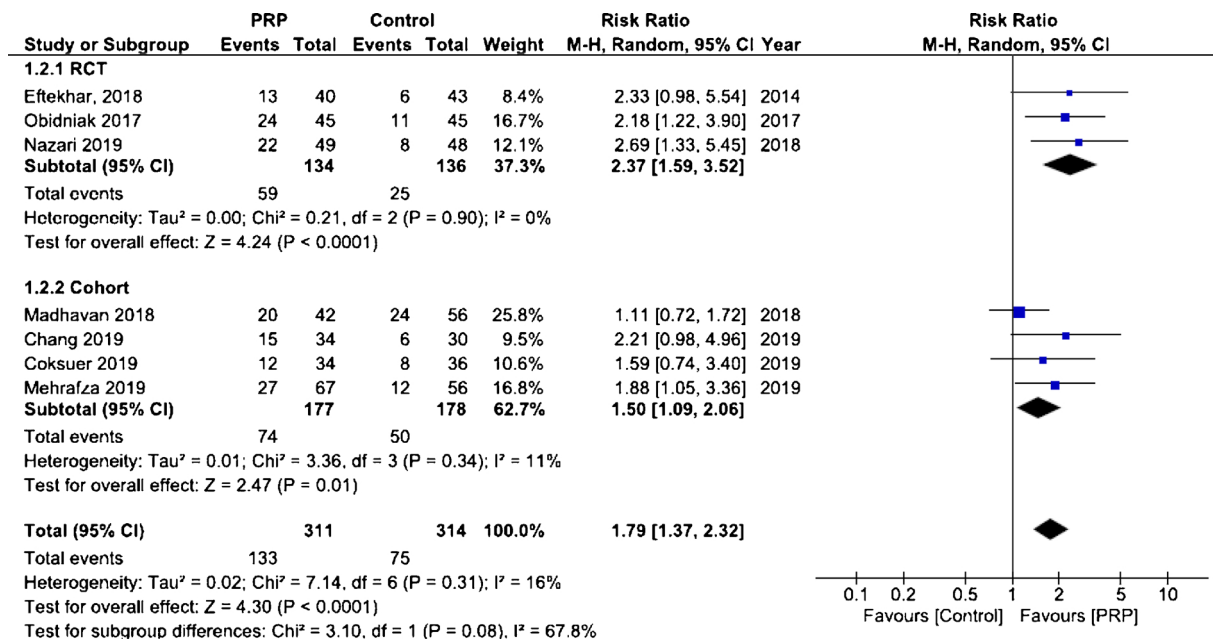 PRP Control Risk Ratio Risk Ratio
Study or Subgroup Events Total Events Total Weight M-H, Random, 95% CI Year M-H, Random, 95% CI
1.2.1 RCT
Eftekhar, 2018 13 40 6 43 8.4% 2.33 [0.98, 5.54] 2014
Obidniak 2017 24 45 11 45 16.7% 2.18 [1.22, 3.90] 2017
Nazari 2019 22 49 8 48 12.1% 2.69 [1.33, 5.45] 2018
Subtotal (95% CI) 134 136 37.3% 2.37 [1.59, 3.52]
Total events 59 25
Heterogeneity: Tau² = 0.00; Chi² = 0.21, df = 2 (P = 0.90); I² = 0%
Test for overall effect: Z = 4.24 (P < 0.0001)
1.2.2 Cohort
Madhavan 2018 20 42 24 56 25.8% 1.11 [0.72, 1.72] 2018
Chang 2019 15 34 6 30 9.5% 2.21 [0.98, 4.96] 2019
Coksuer 2019 12 34 8 36 10.6% 1.59 [0.74, 3.40] 2019
Mehrafza 2019 27 67 12 56 16.8% 1.88 [1.05, 3.36] 2019
Subtotal (95% CI) 177 178 62.7% 1.50 [1.09, 2.06]
Total events 74 50
Heterogeneity: Tau² = 0.01; Chi² = 3.36, df = 3 (P = 0.34); I² = 11%
Test for overall effect: Z = 2.47 (P = 0.01)
Total (95% CI) 311 314 100.0% 1.79 [1.37, 2.32]
Total events 133 75
Heterogeneity: Tau² = 0.02; Chi² = 7.14, df = 6 (P = 0.31); I² = 16%
Test for overall effect: Z = 4.30 (P < 0.0001)
Test for subgroup differences: Chi² = 3.10, df = 1 (P = 0.08), I² = 67.8%
0.1 0.2 0.5 1 2 5 10
Favours [Control] Favours [PRP]